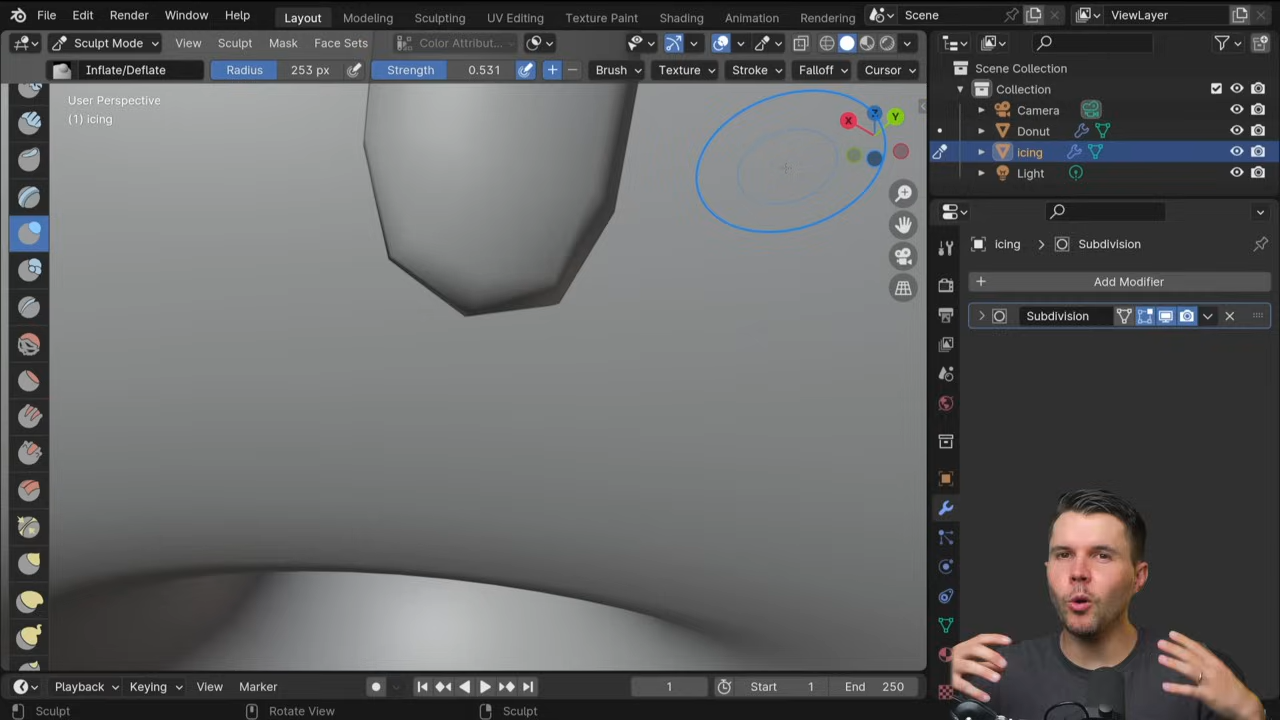 File Edit Render Window Help Layout Modeling Sculpting UV Editing Texture Paint Shading Animation Rendering Scene ViewLayer
Sculpt Mode View Sculpt Mask Face Sets Color Attribut...
Inflate/Deflate Radius 253 px Strength 0.531 Brush Texture Stroke Falloff Cursor
User Perspective
(1) icing
X
Z
Y
Scene Collection
Collection
Camera
Donut
icing
Light
icing > Subdivision
Add Modifier
Subdivision
Playback Keying View Marker 1 Start 1 End 250
Sculpt Rotate View Sculpt